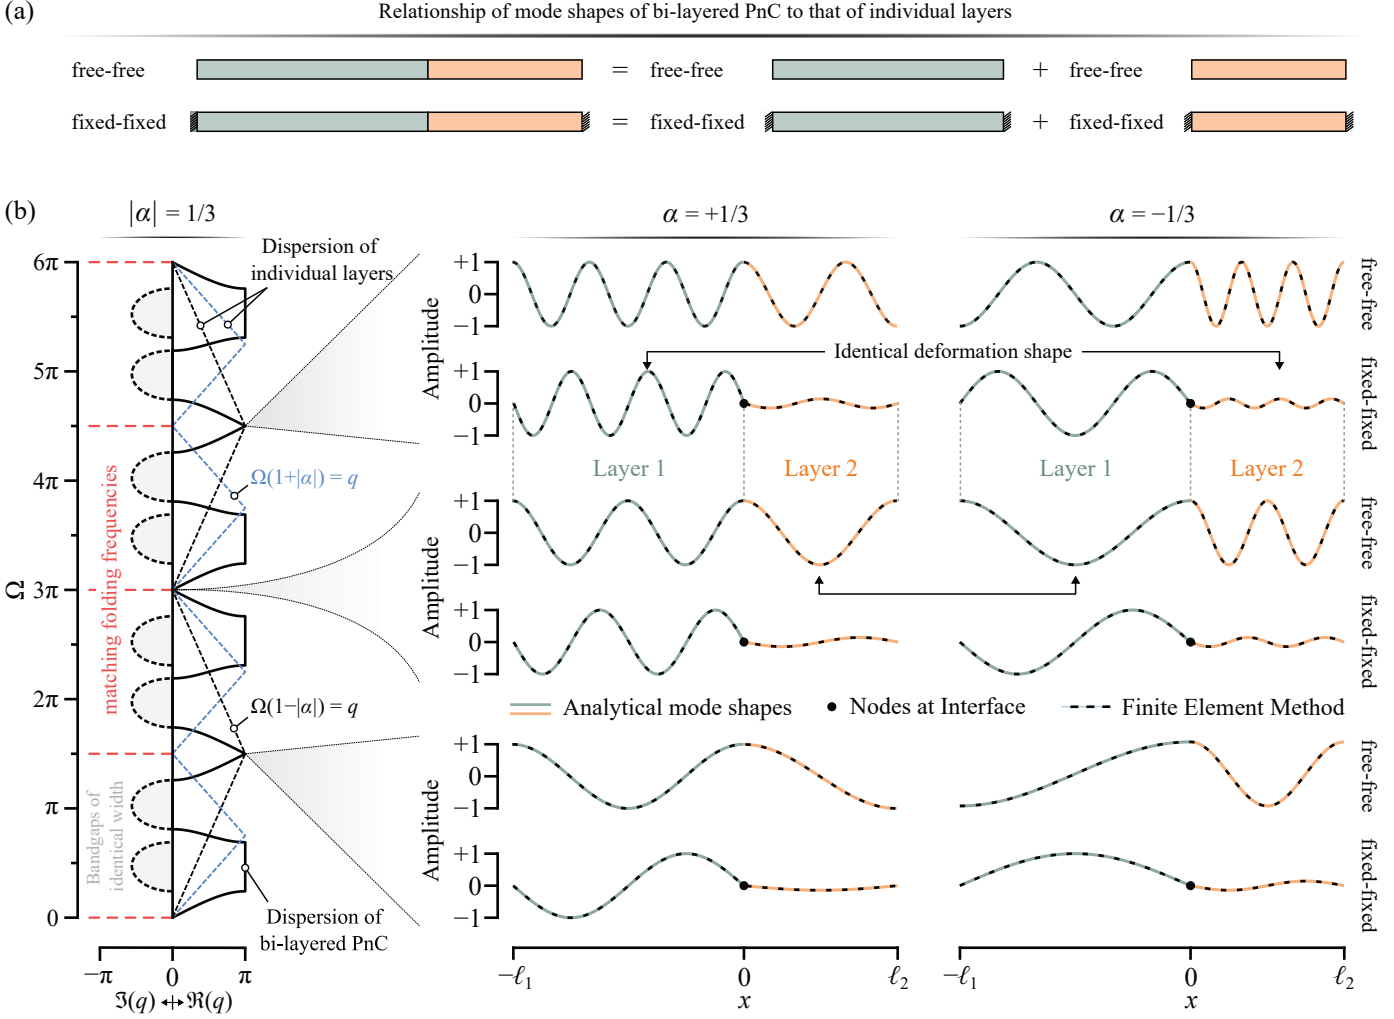 (a)
Relationship of mode shapes of bi-layered PnC to that of individual layers
free-free = free-free + free-free
fixed-fixed = fixed-fixed + fixed-fixed
(b)
|α| = 1/3
α = +1/3
α = −1/3
Dispersion of
individual layers
6π
5π
4π
3π
2π
π
0
Ω
matching folding frequencies
Bandgaps of
identical width
Ω(1+|α|) = q
Ω(1−|α|) = q
Dispersion of
bi-layered PnC
−π 0 π
ℑ(q) ℜ(q)
Amplitude
+1
0
−1
free-free
Identical deformation shape
+1
0
−1
fixed-fixed
Layer 1 Layer 2 Layer 1 Layer 2
Amplitude
+1
0
−1
free-free
+1
0
−1
fixed-fixed
Analytical mode shapes Nodes at Interface Finite Element Method
Amplitude
+1
0
−1
free-free
+1
0
−1
fixed-fixed
−ℓ1 0 ℓ2
x
−ℓ1 0 ℓ2
x